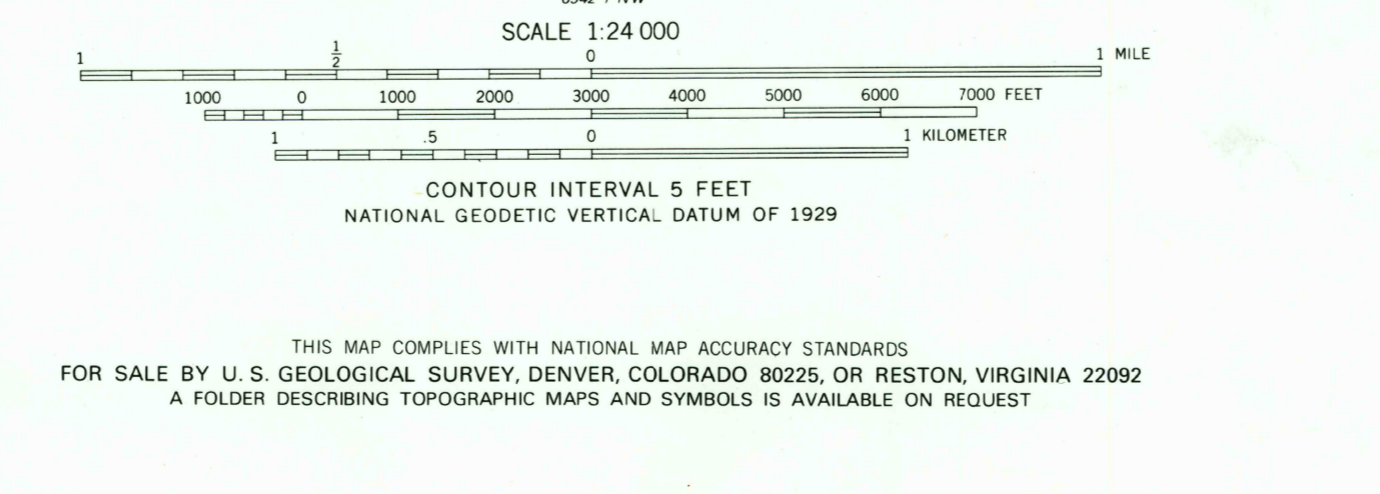 SCALE 1:24 000
1 1/2 0 1 MILE
1000 0 1000 2000 3000 4000 5000 6000 7000 FEET
1 .5 0 1 KILOMETER
CONTOUR INTERVAL 5 FEET
NATIONAL GEODETIC VERTICAL DATUM OF 1929
THIS MAP COMPLIES WITH NATIONAL MAP ACCURACY STANDARDS
FOR SALE BY U. S. GEOLOGICAL SURVEY, DENVER, COLORADO 80225, OR RESTON, VIRGINIA 22092
A FOLDER DESCRIBING TOPOGRAPHIC MAPS AND SYMBOLS IS AVAILABLE ON REQUEST